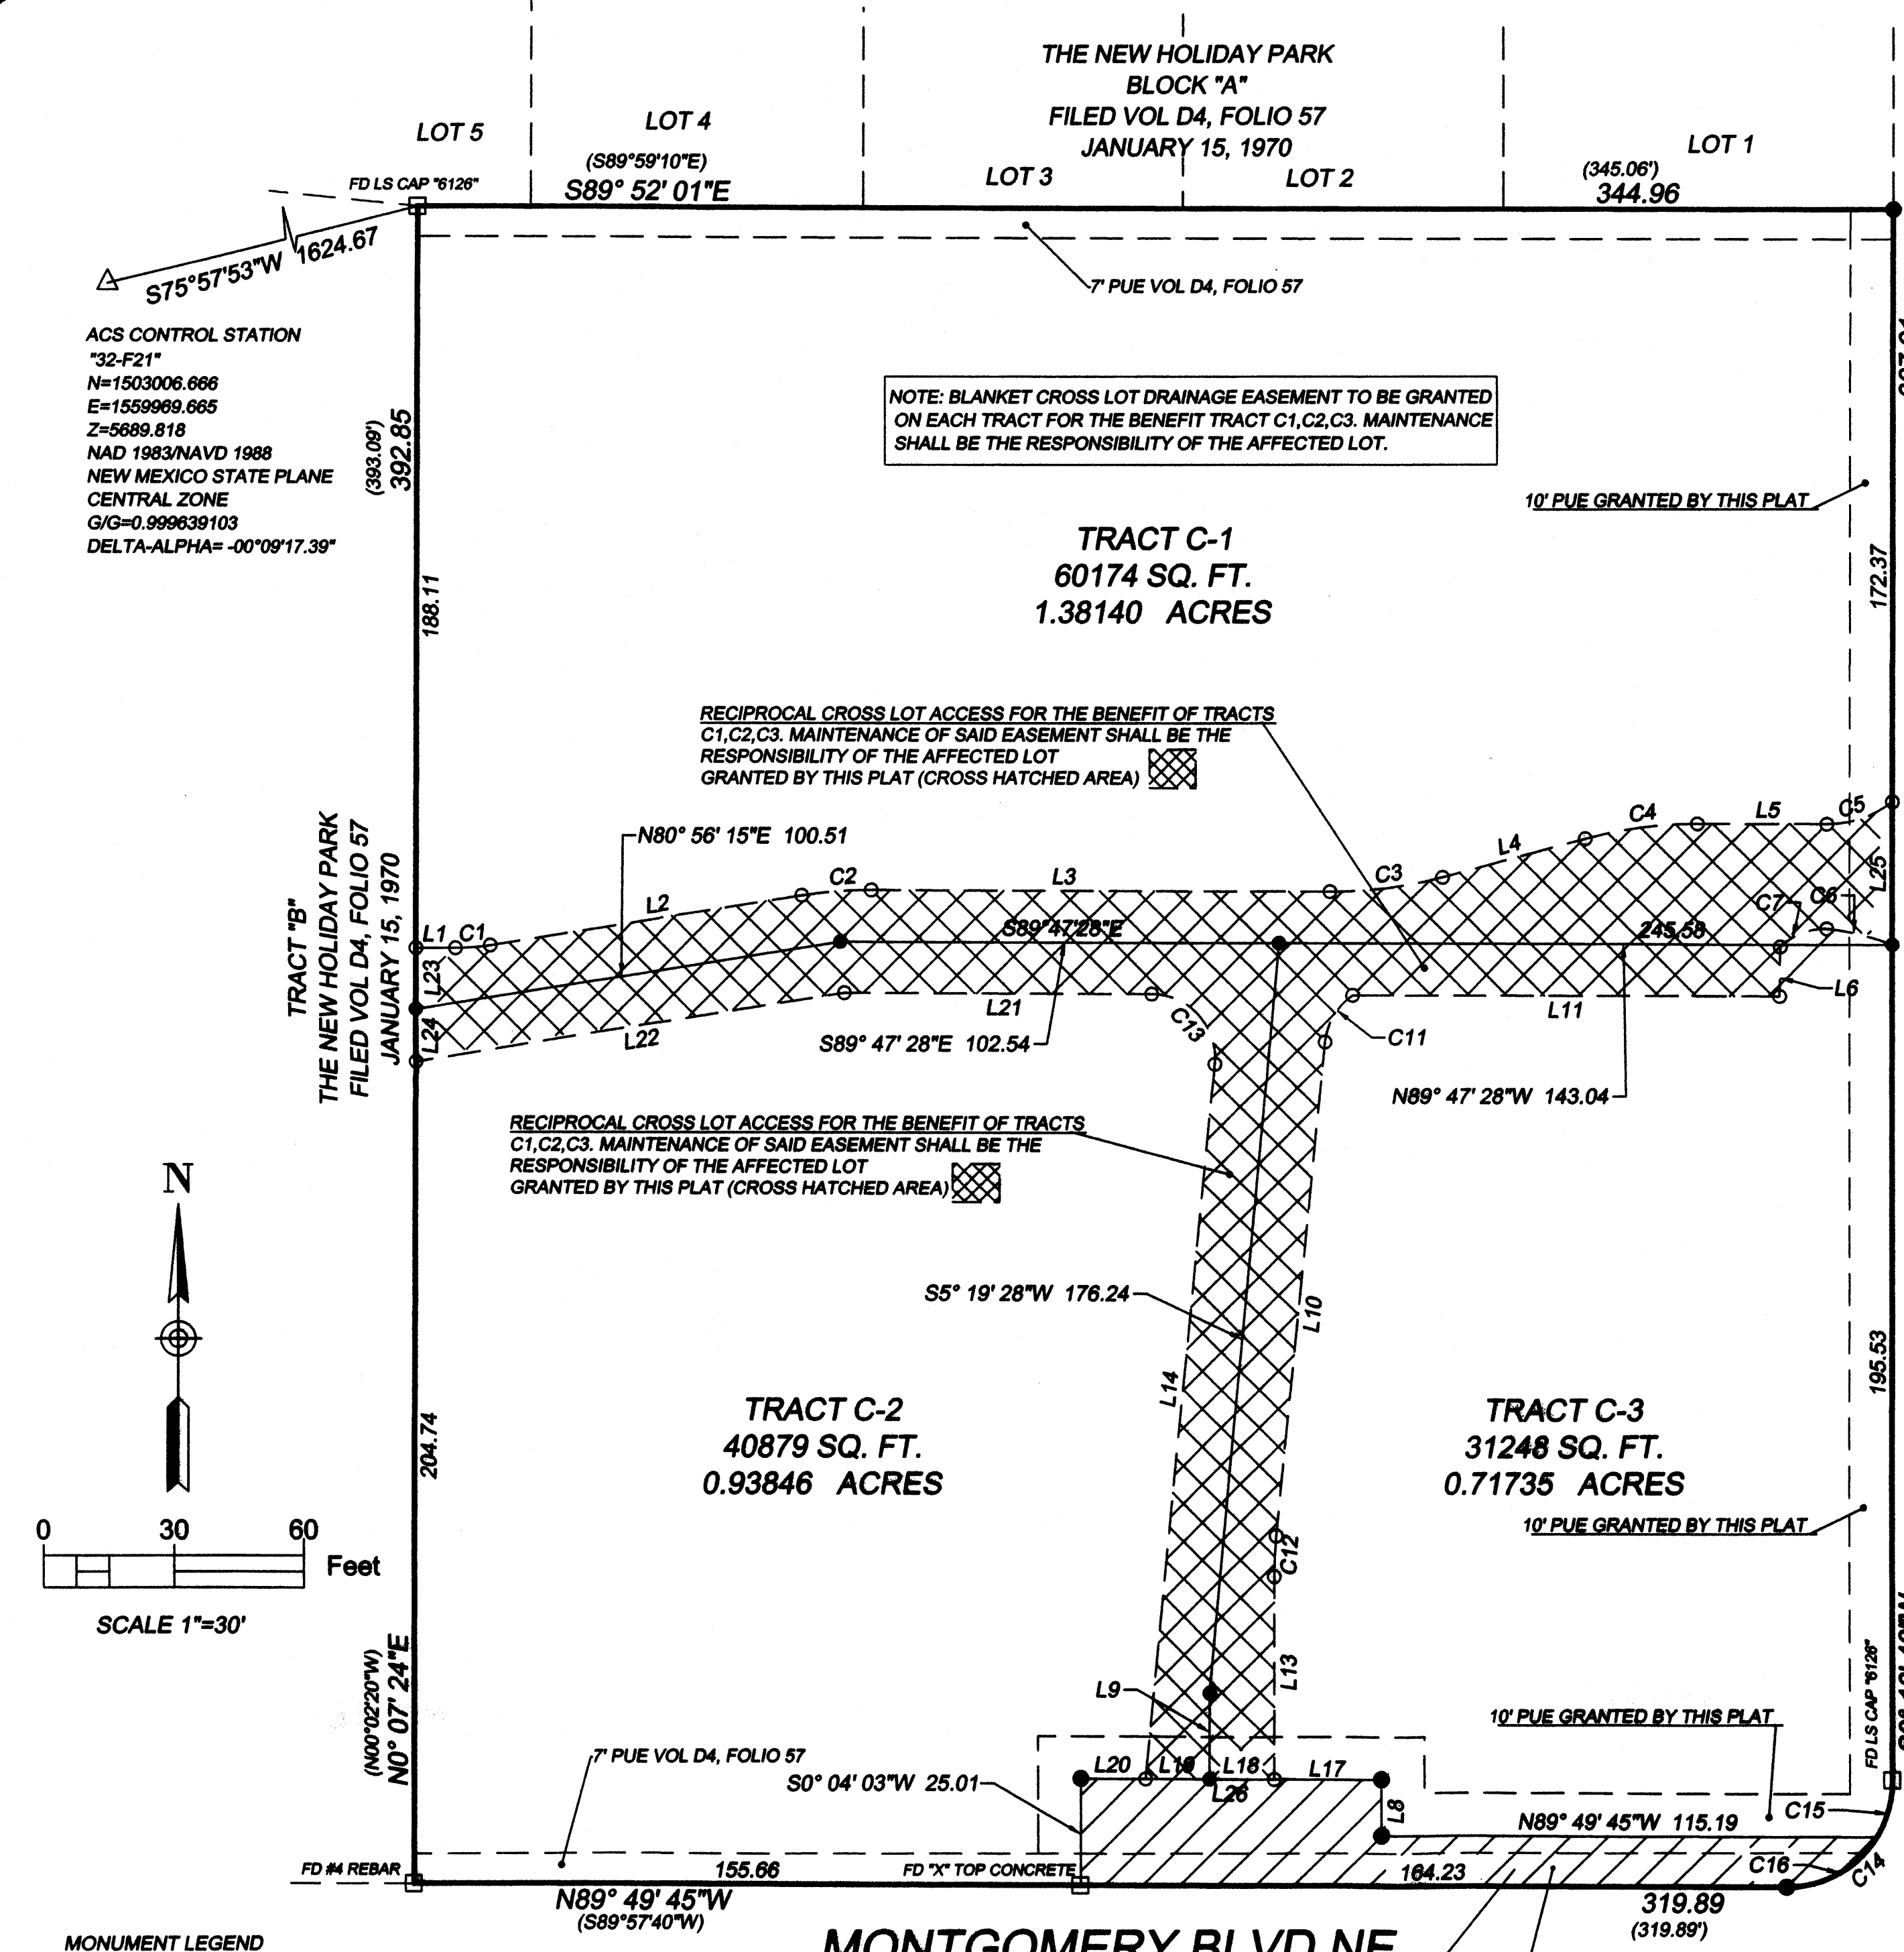 THE NEW HOLIDAY PARK
BLOCK "A"
FILED VOL D4, FOLIO 57
JANUARY 15, 1970
LOT 5
LOT 4
LOT 3
LOT 2
LOT 1
(S89°59'10"E)
S89° 52' 01"E
(345.06')
344.96
FD LS CAP "6126"
S75°57'53"W 1624.67
7' PUE VOL D4, FOLIO 57
ACS CONTROL STATION
"32-F21"
N=1503006.666
E=1559969.665
Z=5689.818
NAD 1983/NAVD 1988
NEW MEXICO STATE PLANE
CENTRAL ZONE
G/G=0.999639103
DELTA-ALPHA= -00°09'17.39"
(393.09')
392.85
NOTE: BLANKET CROSS LOT DRAINAGE EASEMENT TO BE GRANTED
ON EACH TRACT FOR THE BENEFIT TRACT C1,C2,C3. MAINTENANCE
SHALL BE THE RESPONSIBILITY OF THE AFFECTED LOT.
10' PUE GRANTED BY THIS PLAT
TRACT C-1
60174 SQ. FT.
1.38140 ACRES
188.11
172.37
RECIPROCAL CROSS LOT ACCESS FOR THE BENEFIT OF TRACTS
C1,C2,C3. MAINTENANCE OF SAID EASEMENT SHALL BE THE
RESPONSIBILITY OF THE AFFECTED LOT
GRANTED BY THIS PLAT (CROSS HATCHED AREA)
TRACT "B"
THE NEW HOLIDAY PARK
FILED VOL D4, FOLIO 57
JANUARY 15, 1970
N80° 56' 15"E 100.51
L1
C1
L2
C2
L3
C3
L4
C4
L5
C5
L25
C6
C7
L23
L24
S89°47'28"E
245.58
L6
L22
L21
C13
L11
C11
S89° 47' 28"E 102.54
N89° 47' 28"W 143.04
RECIPROCAL CROSS LOT ACCESS FOR THE BENEFIT OF TRACTS
C1,C2,C3. MAINTENANCE OF SAID EASEMENT SHALL BE THE
RESPONSIBILITY OF THE AFFECTED LOT
GRANTED BY THIS PLAT (CROSS HATCHED AREA)
N
S5° 19' 28"W 176.24
L10
L14
195.53
TRACT C-2
40879 SQ. FT.
0.93846 ACRES
204.74
TRACT C-3
31248 SQ. FT.
0.71735 ACRES
10' PUE GRANTED BY THIS PLAT
0 30 60
Feet
SCALE 1"=30'
C12
L13
L9
(N00°02'20"W)
N0° 07' 24"E
FD LS CAP "6126"
10' PUE GRANTED BY THIS PLAT
7' PUE VOL D4, FOLIO 57
S0° 04' 03"W 25.01
L20
L19
L18
L17
L26
L8
C15
N89° 49' 45"W 115.19
C16
C14
FD #4 REBAR
155.66
FD "X" TOP CONCRETE
164.23
N89° 49' 45"W
(S89°57'40"W)
319.89
(319.89')
MONUMENT LEGEND
MONTGOMERY BLVD NE